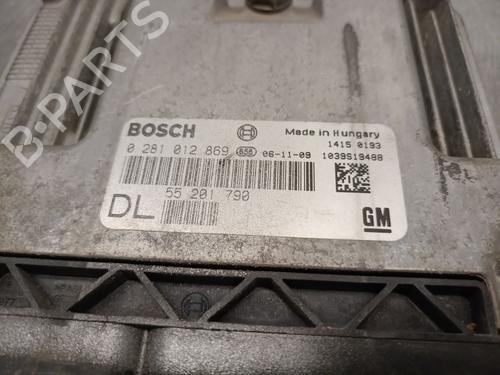 B-PARTS
BOSCH
Made in Hungary
0 281 012 869 858 06-11-09
1415 0193
1039S19488
DL 55 201 790
GM